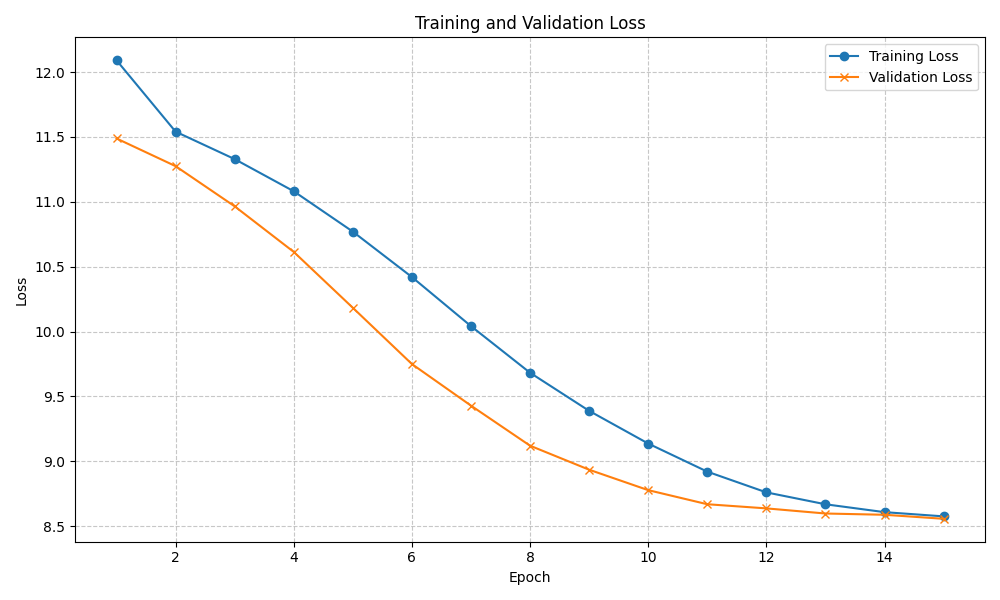 Training and Validation Loss
Training Loss
Validation Loss
12.0
11.5
11.0
10.5
10.0
9.5
9.0
8.5
Loss
2 4 6 8 10 12 14
Epoch